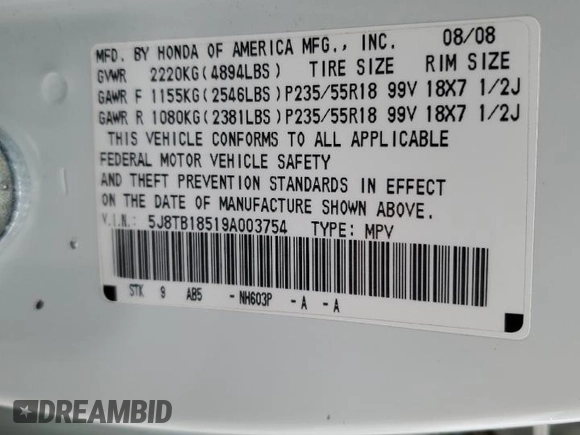 MFD. BY HONDA OF AMERICA MFG., INC. 08/08
GVWR 2220KG(4894LBS) TIRE SIZE RIM SIZE
GAWR F 1155KG(2546LBS)P235/55R18 99V 18X7 1/2J
GAWR R 1080KG(2381LBS)P235/55R18 99V 18X7 1/2J
THIS VEHICLE CONFORMS TO ALL APPLICABLE
FEDERAL MOTOR VEHICLE SAFETY
AND THEFT PREVENTION STANDARDS IN EFFECT
ON THE DATE OF MANUFACTURE SHOWN ABOVE.
V.I.N.: 5J8TB18519A003754 TYPE: MPV
STK 9 AB5 -NH603P -A -A
DREAMBID